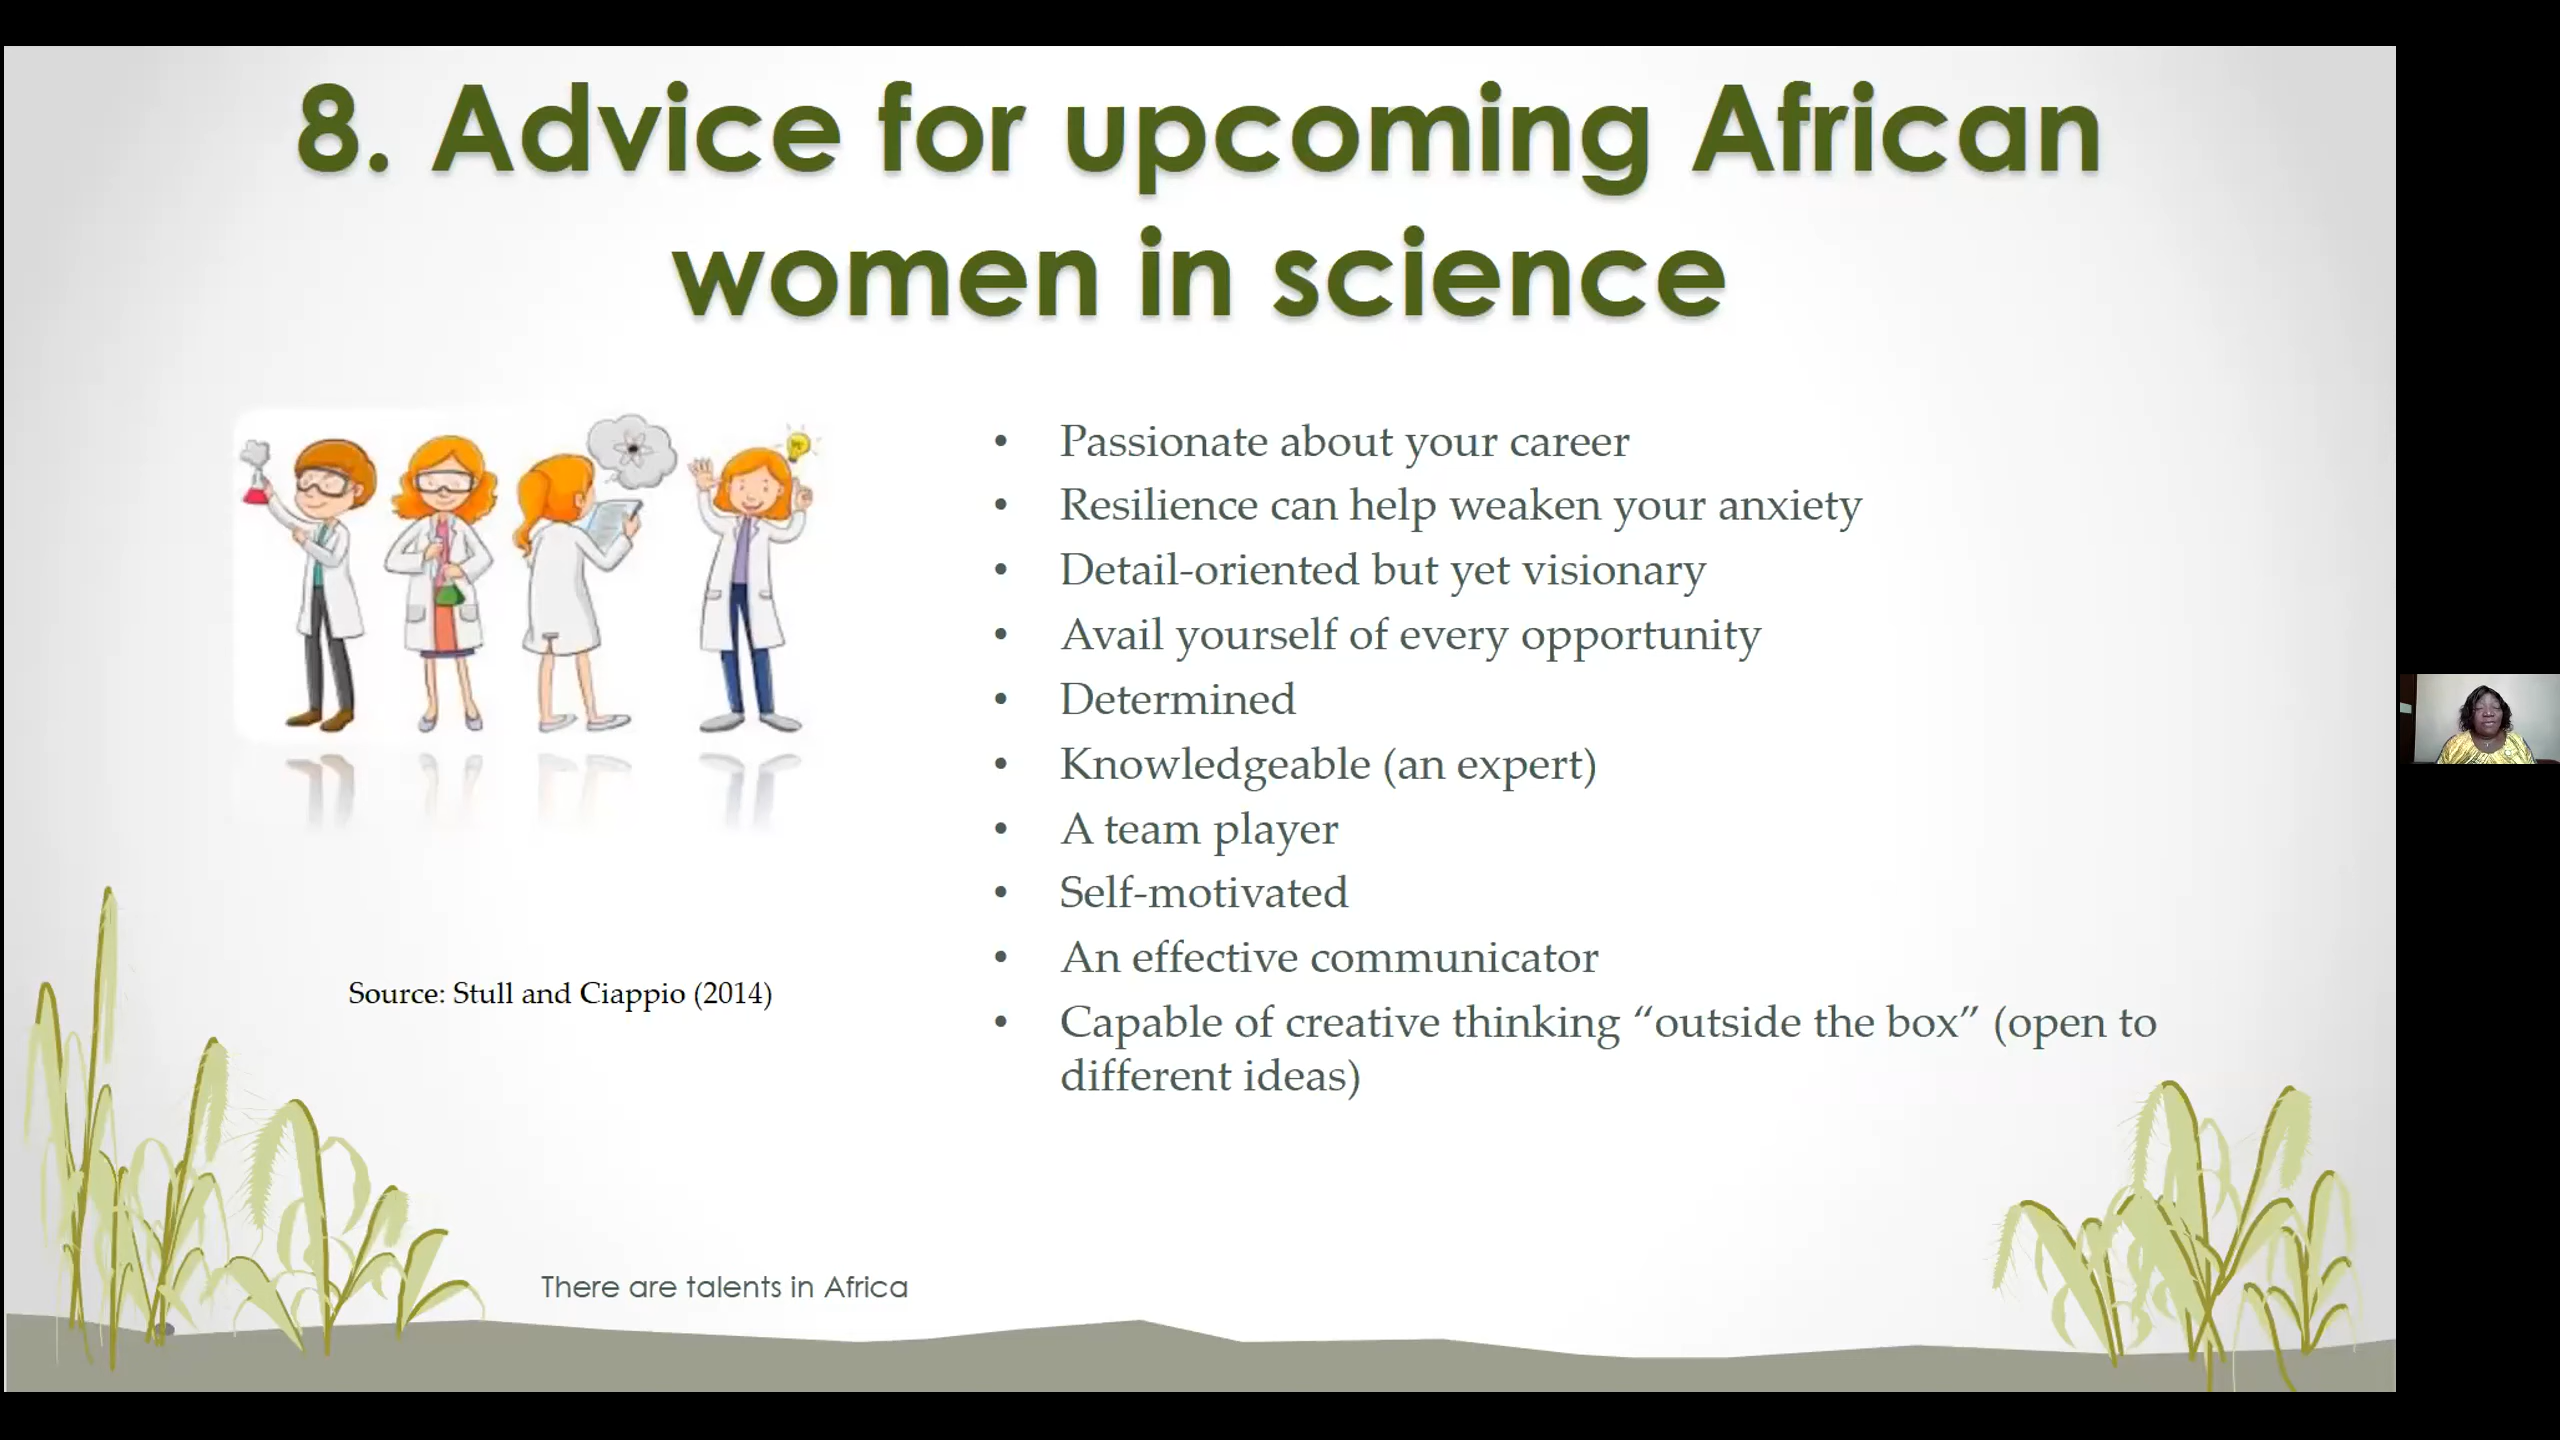 8. Advice for upcoming African
women in science
• Passionate about your career
• Resilience can help weaken your anxiety
• Detail-oriented but yet visionary
• Avail yourself of every opportunity
• Determined
• Knowledgeable (an expert)
• A team player
• Self-motivated
• An effective communicator
• Capable of creative thinking “outside the box” (open to
different ideas)
Source: Stull and Ciappio (2014)
There are talents in Africa